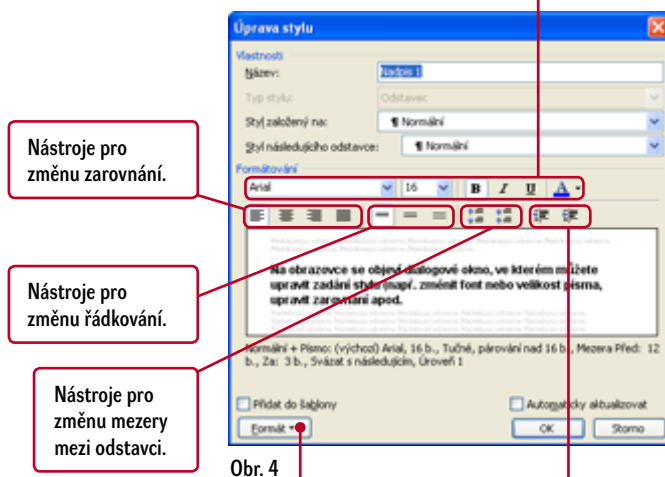 Úprava stylu
Vlastnosti
Název:
Nadpis 1
Typ stylu:
Odstavec
Styl založený na:
¶ Normální
Styl následujícího odstavce:
¶ Normální
Formátování
Arial
16
B I U A
Nástroje pro
změnu zarovnání.
Na obrazovce se objeví dialogové okno, ve kterém můžete
upravit zadání stylu (např. změnit font nebo velikost písma,
upravit zarovnání apod.
Nástroje pro
změnu řádkování.
Normální + Písmo: (výchozí) Arial, 16 b., Tučné, párování nad 16 b., Mezera Před: 12
b., Za: 3 b., Svázat s následujícím, Úroveň 1
Nástroje pro
změnu mezery
mezi odstavci.
Přidat do šablony
Automaticky aktualizovat
Formát
OK
Storno
Obr. 4